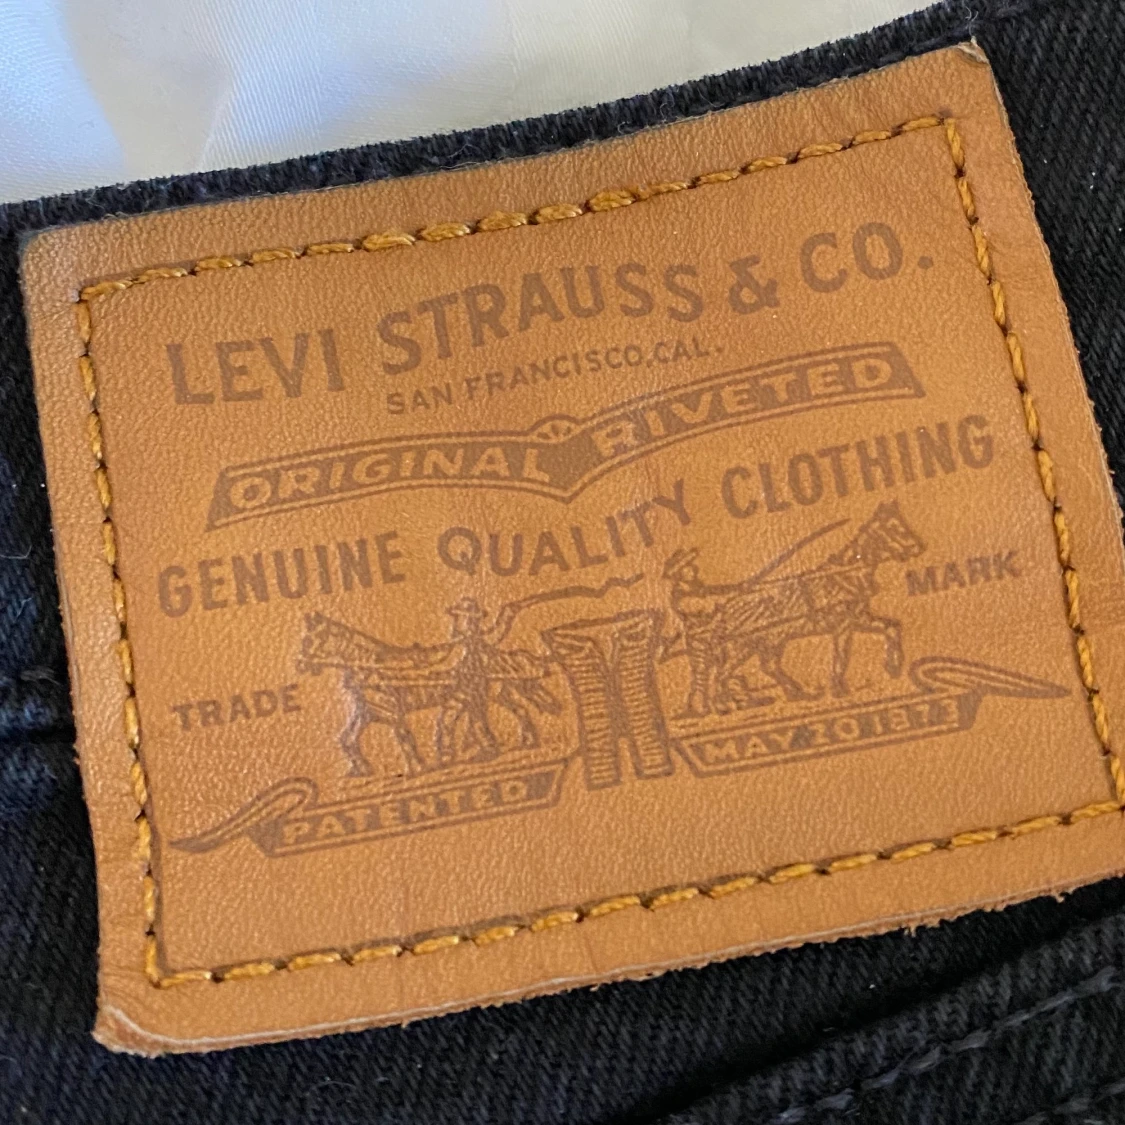 LEVI STRAUSS & CO.
SAN FRANCISCO, CAL.
ORIGINAL RIVETED
GENUINE QUALITY CLOTHING
TRADE MARK
PATENTED MAY 20 1873